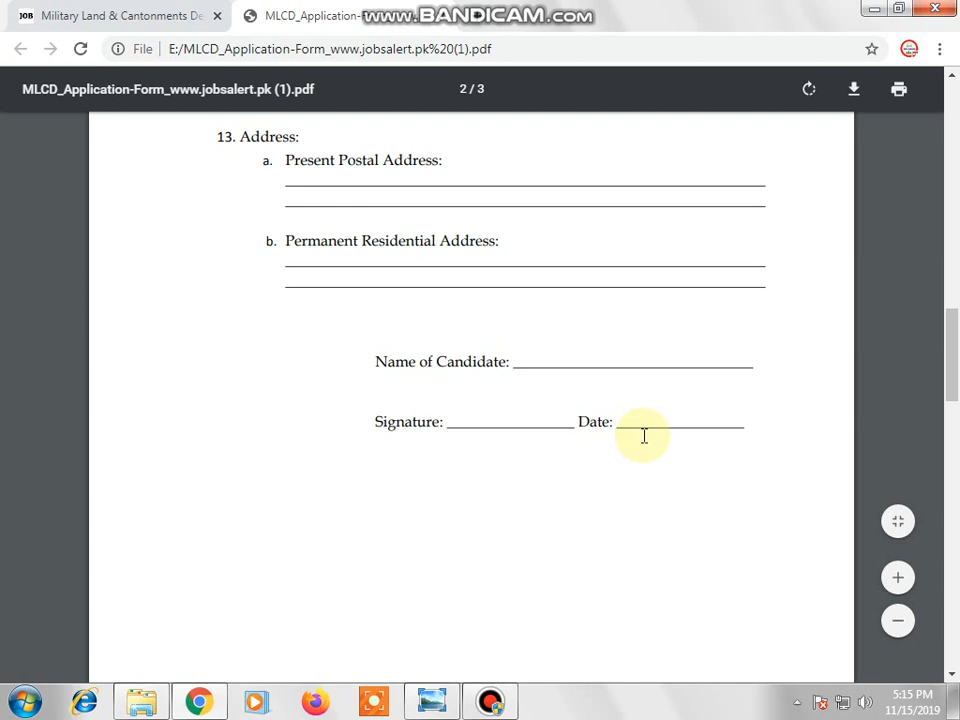 JOB Military Land & Cantonments De
MLCD_Application-
www.BANDICAM.com
File E:/MLCD_Application-Form_www.jobsalert.pk%20(1).pdf
MLCD_Application-Form_www.jobsalert.pk (1).pdf 2 / 3
13. Address:
a. Present Postal Address:
b. Permanent Residential Address:
Name of Candidate:
Signature: Date:
5:15 PM
11/15/2019